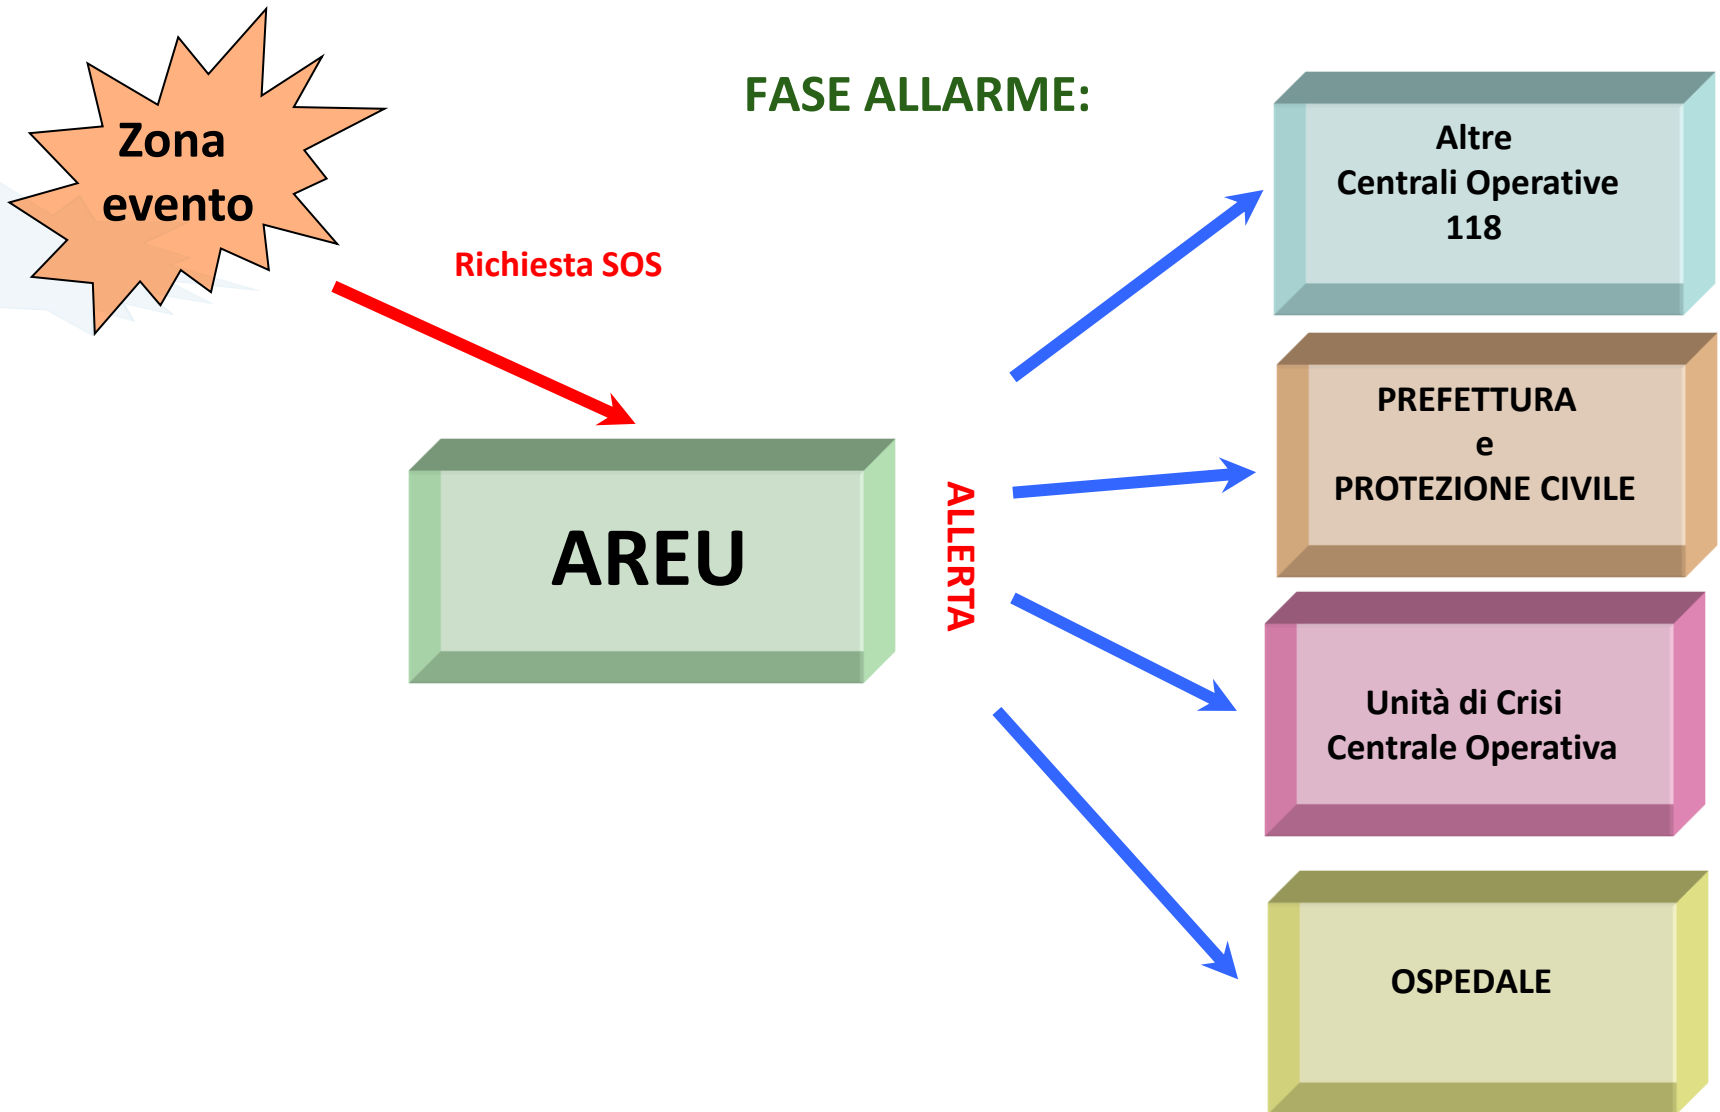 Zona
evento
FASE ALLARME:
Richiesta SOS
AREU
ALLERTA
Altre
Centrali Operative
118
PREFETTURA
e
PROTEZIONE CIVILE
Unità di Crisi
Centrale Operativa
OSPEDALE